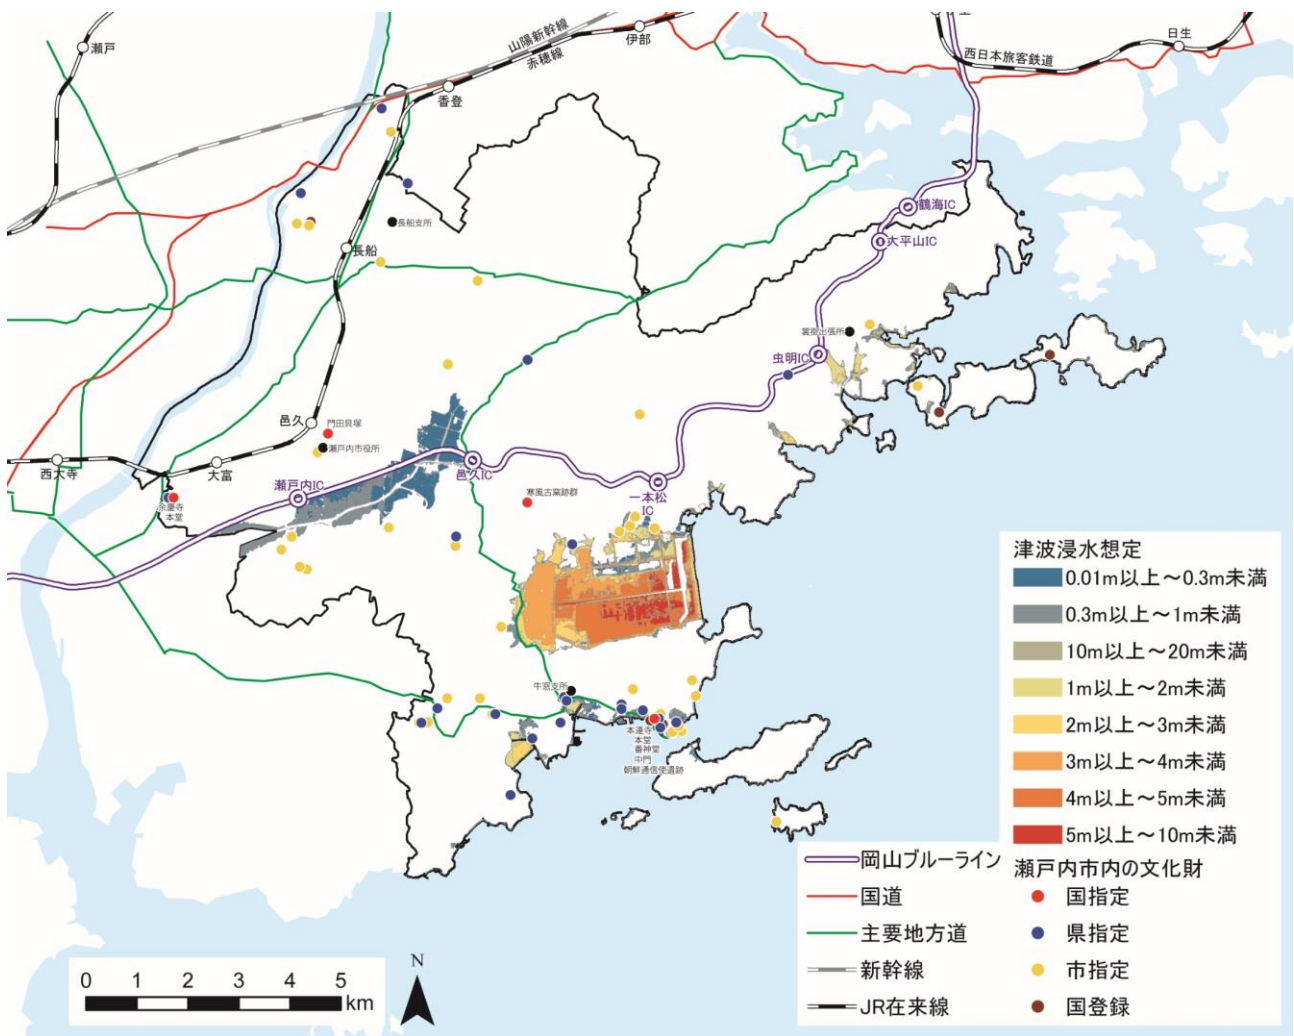 瀬戸
山陽新幹線
赤穂線
伊部
西日本旅客鉄道
日生
香登
鶴海IC
長船支所
大平山IC
長船
裳掛出張所
虫明IC
邑久
門田貝塚
瀬戸内市役所
西大寺
大富
邑久IC
瀬戸内IC
寒風古窯跡群
一本松
IC
余慶寺
本堂
牛窓支所
本蓮寺
本堂
番神堂
中門
朝鮮通信使遺跡
津波浸水想定
0.01m以上～0.3m未満
0.3m以上～1m未満
10m以上～20m未満
1m以上～2m未満
2m以上～3m未満
3m以上～4m未満
4m以上～5m未満
5m以上～10m未満
岡山ブルーライン
国道
主要地方道
新幹線
JR在来線
瀬戸内市内の文化財
国指定
県指定
市指定
国登録
0 1 2 3 4 5
km
N